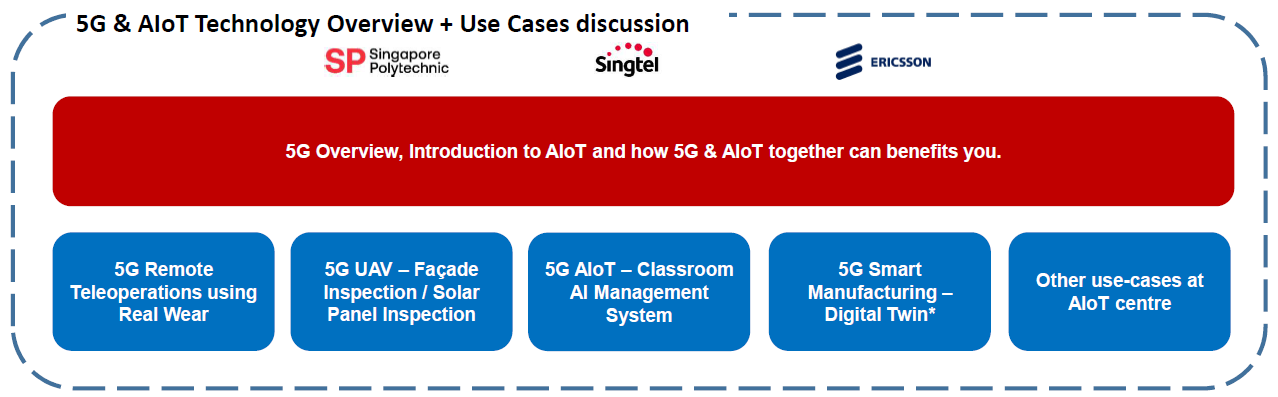 5G & AIoT Technology Overview + Use Cases discussion
SP Singapore
Polytechnic
Singtel
ERICSSON
5G Overview, Introduction to AIoT and how 5G & AIoT together can benefits you.
5G Remote
Teleoperations using
Real Wear
5G UAV – Façade
Inspection / Solar
Panel Inspection
5G AIoT – Classroom
AI Management
System
5G Smart
Manufacturing –
Digital Twin*
Other use-cases at
AIoT centre